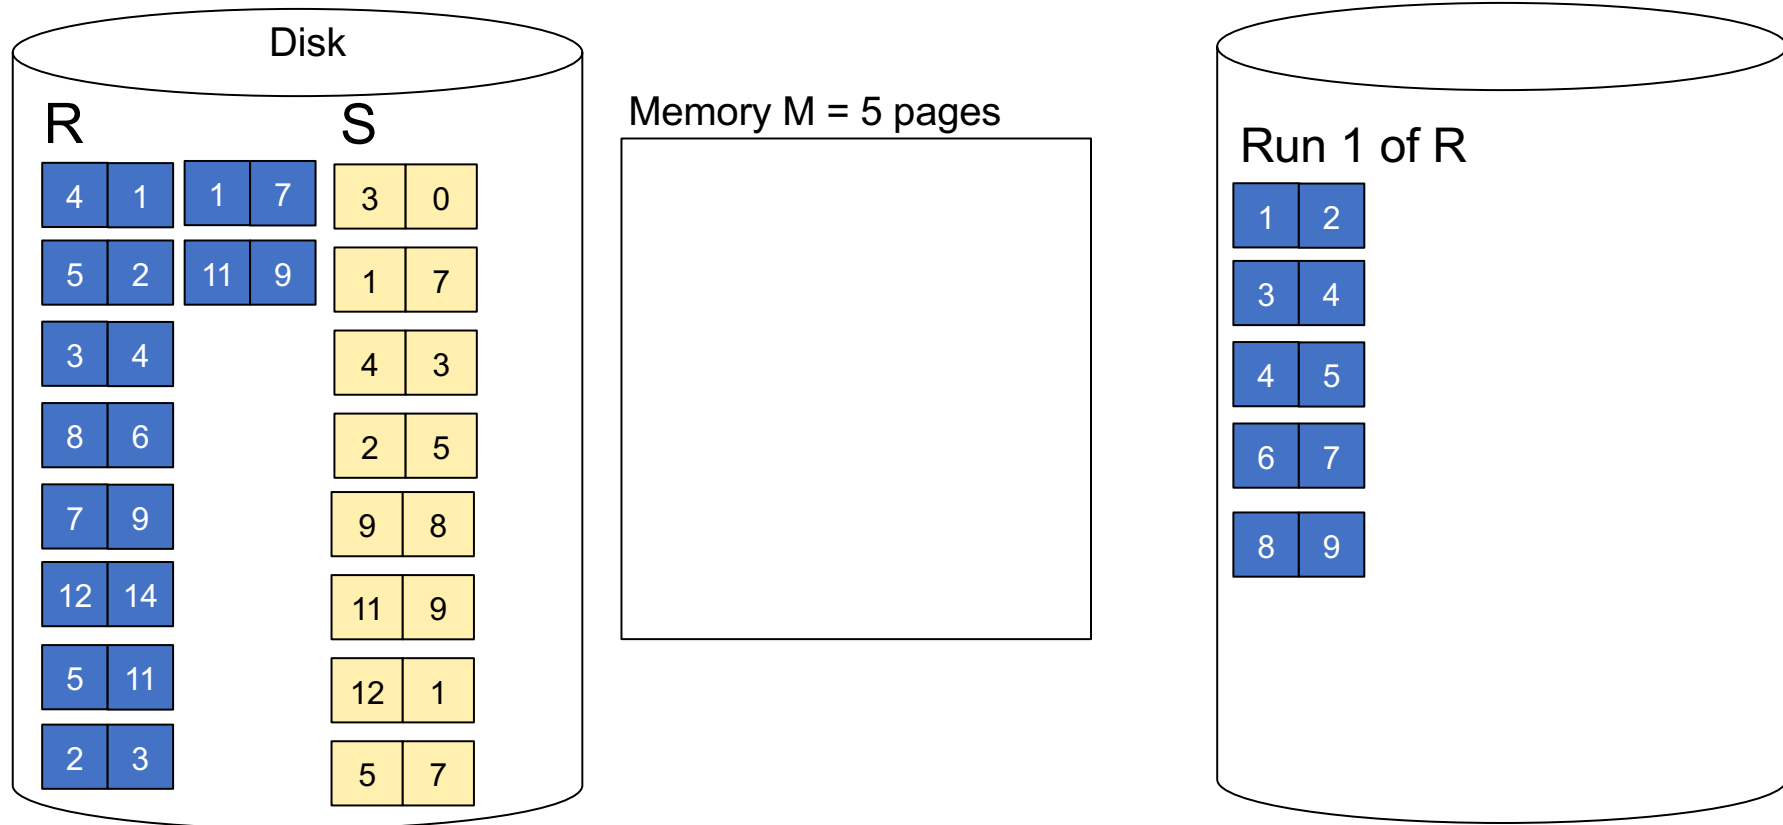 Disk
R S
4 1 1 7 3 0
5 2 11 9 1 7
3 4 4 3
8 6 2 5
7 9 9 8
12 14 11 9
5 11 12 1
2 3 5 7
Memory M = 5 pages
Run 1 of R
1 2
3 4
4 5
6 7
8 9